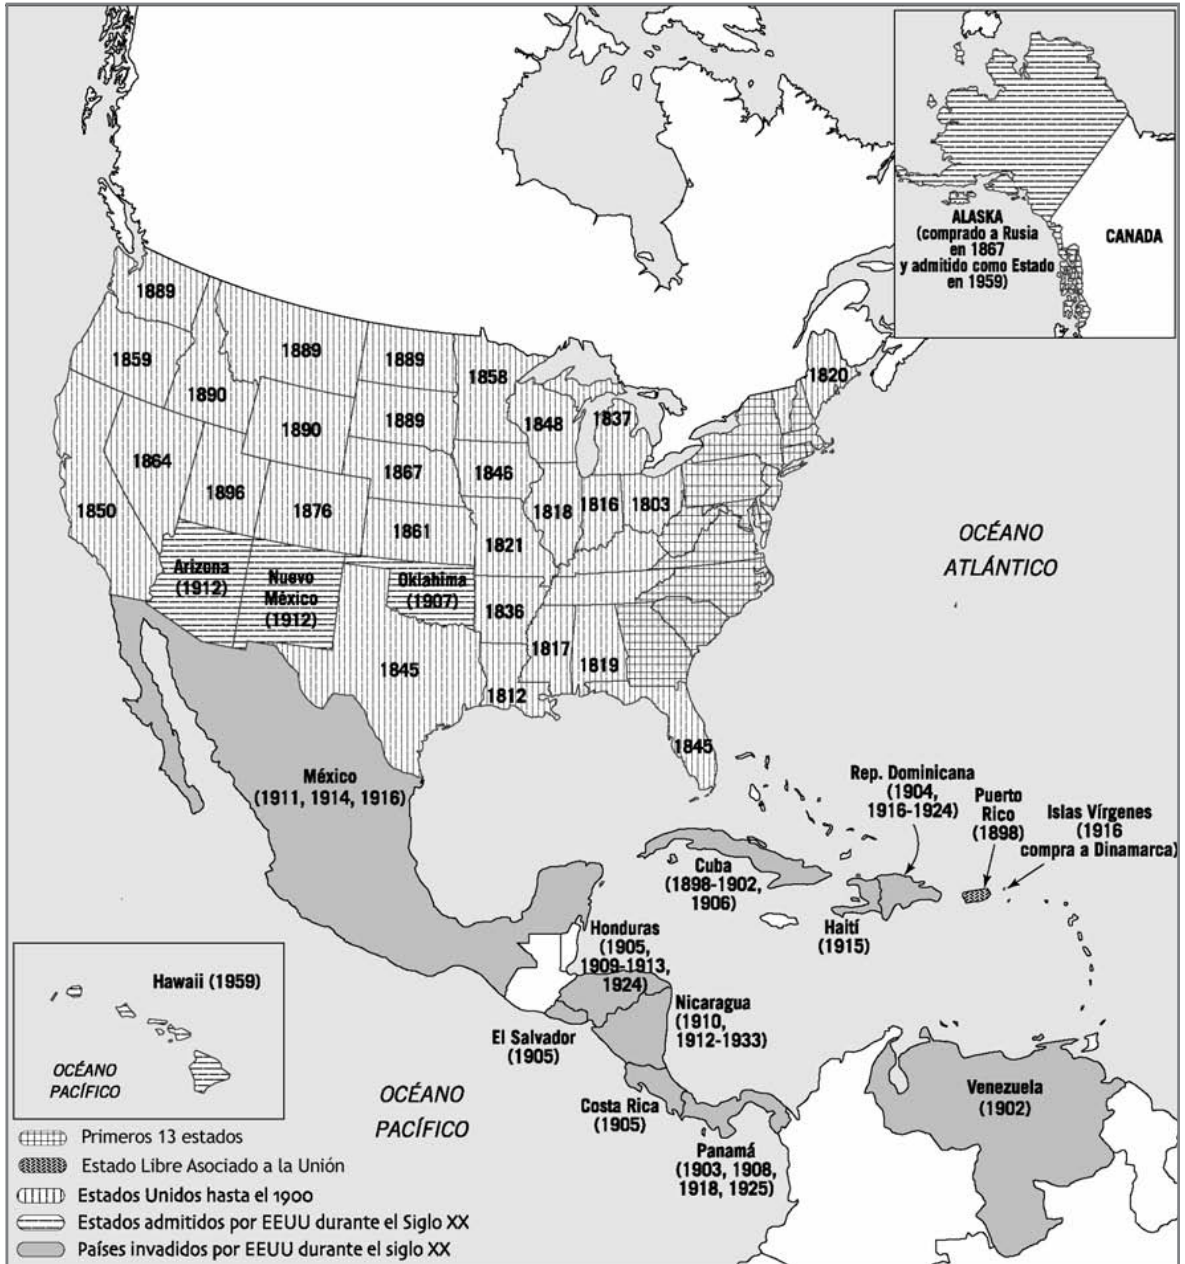 ALASKA
(comprado a Rusia
en 1867
y admitido como Estado
en 1959)
CANADA
1889
1859
1889
1889
1858
1820
1890
1890
1889
1848
1837
1864
1867
1846
1850
1896
1876
1861
1818
1816
1803
1821
OCÉANO
ATLÁNTICO
Arizona
(1912)
Nuevo
México
(1912)
Oklahima
(1907)
1836
1817
1819
1845
1812
1845
México
(1911, 1914, 1916)
Rep. Dominicana
(1904,
1916-1924)
Puerto
Rico
(1898)
Islas Vírgenes
(1916
compra a Dinamarca)
Cuba
(1898-1902,
1906)
Haití
(1915)
Honduras
(1905,
1909-1913,
1924)
Nicaragua
(1910,
1912-1933)
El Salvador
(1905)
Costa Rica
(1905)
Panamá
(1903, 1908,
1918, 1925)
Venezuela
(1902)
Hawaii (1959)
OCÉANO
PACÍFICO
OCÉANO
PACÍFICO
Primeros 13 estados
Estado Libre Asociado a la Unión
Estados Unidos hasta el 1900
Estados admitidos por EEUU durante el Siglo XX
Países invadidos por EEUU durante el siglo XX